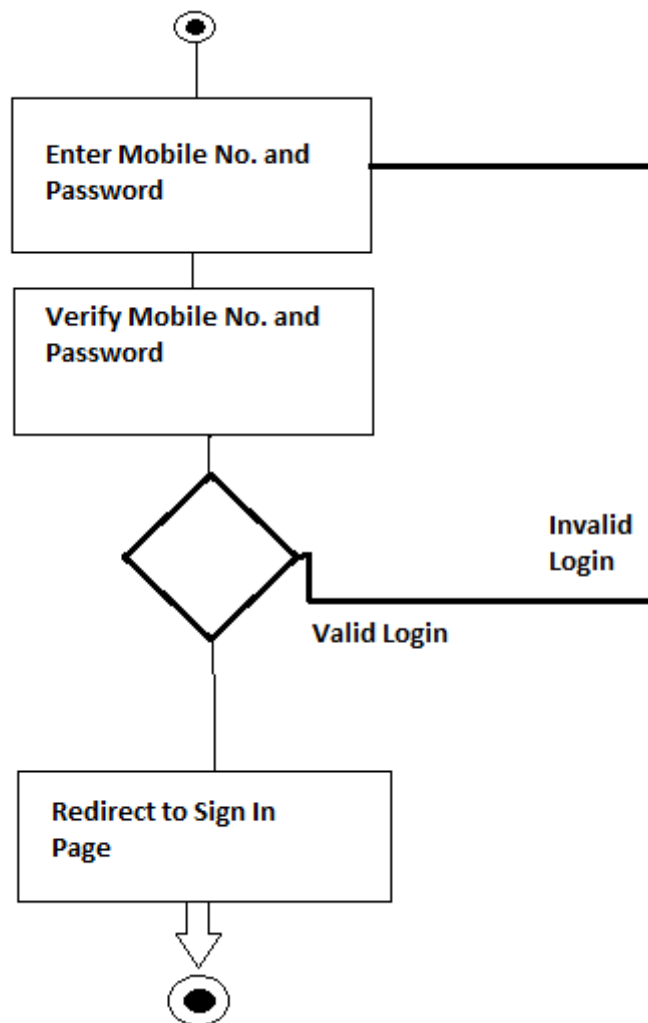 Enter Mobile No. and
Password
Verify Mobile No. and
Password
Invalid
Login
Valid Login
Redirect to Sign In
Page